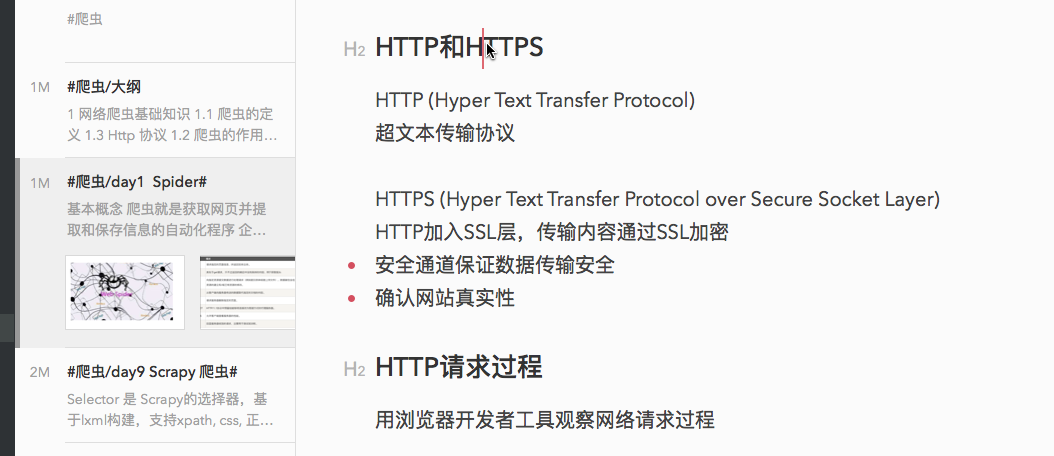 #爬虫
1M
#爬虫/大纲
1 网络爬虫基础知识 1.1 爬虫的定
义 1.3 Http 协议 1.2 爬虫的作用…
1M
#爬虫/day1 Spider#
基本概念 爬虫就是获取网页并提
取和保存信息的自动化程序 企…
2M
#爬虫/day9 Scrapy 爬虫#
Selector 是 Scrapy的选择器，基
于lxml构建，支持xpath, css, 正…
H2 HTTP和HTTPS
HTTP (Hyper Text Transfer Protocol)
超文本传输协议
HTTPS (Hyper Text Transfer Protocol over Secure Socket Layer)
HTTP加入SSL层，传输内容通过SSL加密
安全通道保证数据传输安全
确认网站真实性
H2 HTTP请求过程
用浏览器开发者工具观察网络请求过程